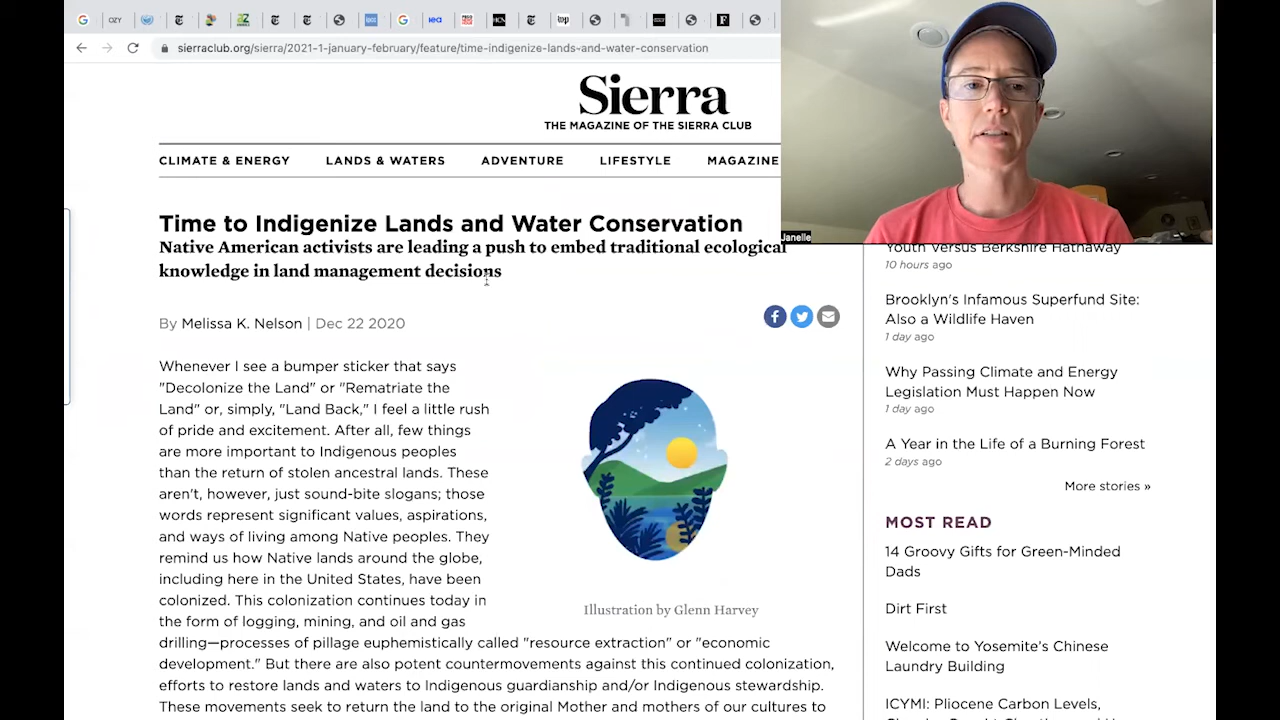 OZY
sierraclub.org/sierra/2021-1-january-february/feature/time-indigenize-lands-and-water-conservation
Sierra
THE MAGAZINE OF THE SIERRA CLUB
CLIMATE & ENERGY LANDS & WATERS ADVENTURE LIFESTYLE MAGAZINE
Time to Indigenize Lands and Water Conservation
Native American activists are leading a push to embed traditional ecological
knowledge in land management decisions
By Melissa K. Nelson | Dec 22 2020
Whenever I see a bumper sticker that says
"Decolonize the Land" or "Rematriate the
Land" or, simply, "Land Back," I feel a little rush
of pride and excitement. After all, few things
are more important to Indigenous peoples
than the return of stolen ancestral lands. These
aren't, however, just sound-bite slogans; those
words represent significant values, aspirations,
and ways of living among Native peoples. They
remind us how Native lands around the globe,
including here in the United States, have been
colonized. This colonization continues today in
the form of logging, mining, and oil and gas
drilling—processes of pillage euphemistically called "resource extraction" or "economic
development." But there are also potent countermovements against this continued colonization,
efforts to restore lands and waters to Indigenous guardianship and/or Indigenous stewardship.
These movements seek to return the land to the original Mother and mothers of our cultures to
Illustration by Glenn Harvey
Janelle
Youth Versus Berkshire Hathaway
10 hours ago
Brooklyn's Infamous Superfund Site:
Also a Wildlife Haven
1 day ago
Why Passing Climate and Energy
Legislation Must Happen Now
1 day ago
A Year in the Life of a Burning Forest
2 days ago
More stories »
MOST READ
14 Groovy Gifts for Green-Minded
Dads
Dirt First
Welcome to Yosemite's Chinese
Laundry Building
ICYMI: Pliocene Carbon Levels,